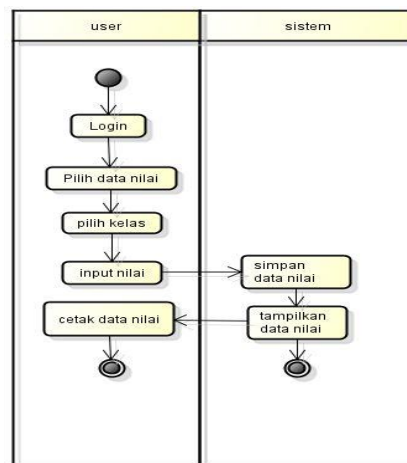 user
sistem
Login
Pilih data nilai
pilih kelas
input nilai
simpan
data nilai
cetak data nilai
tampilkan
data nilai